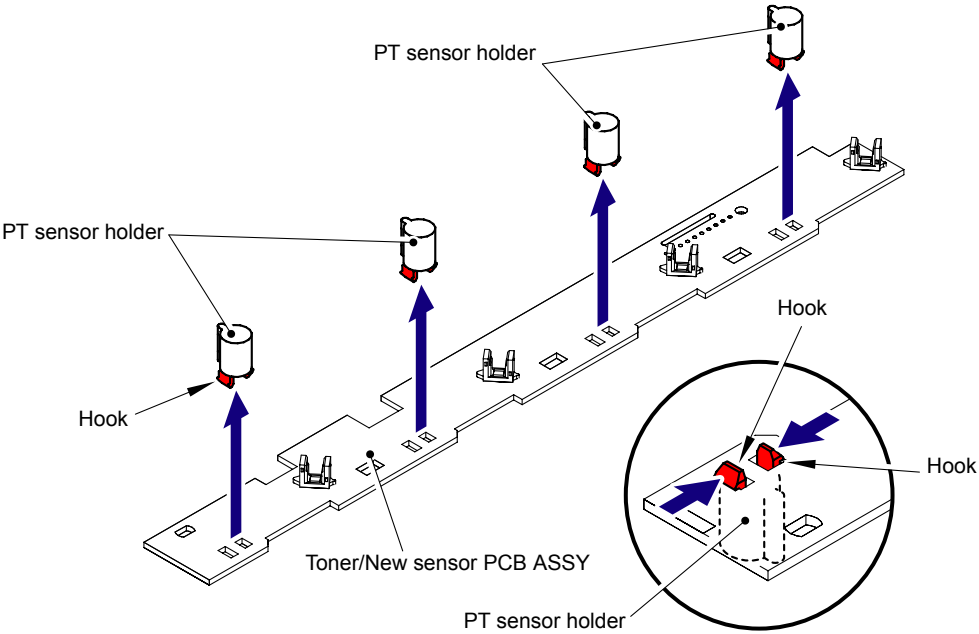 PT sensor holder
PT sensor holder
Hook
Hook
Hook
Toner/New sensor PCB ASSY
PT sensor holder